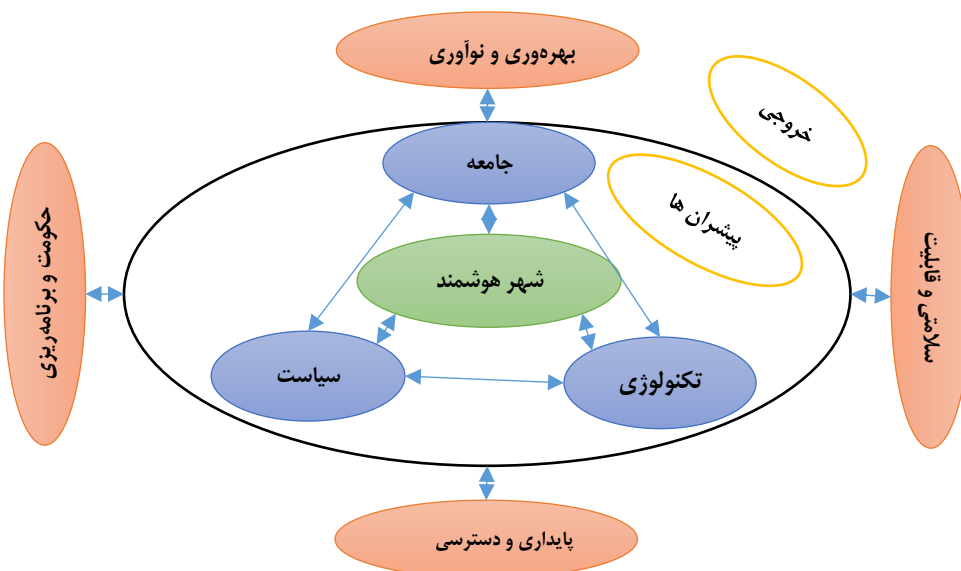 بهره‌وری و نوآوری
خروجی
جامعه
پیشران ها
حکومت و برنامه‌ریزی
شهر هوشمند
سلامتی و قابلیت
سیاست
تکنولوژی
پایداری و دسترسی